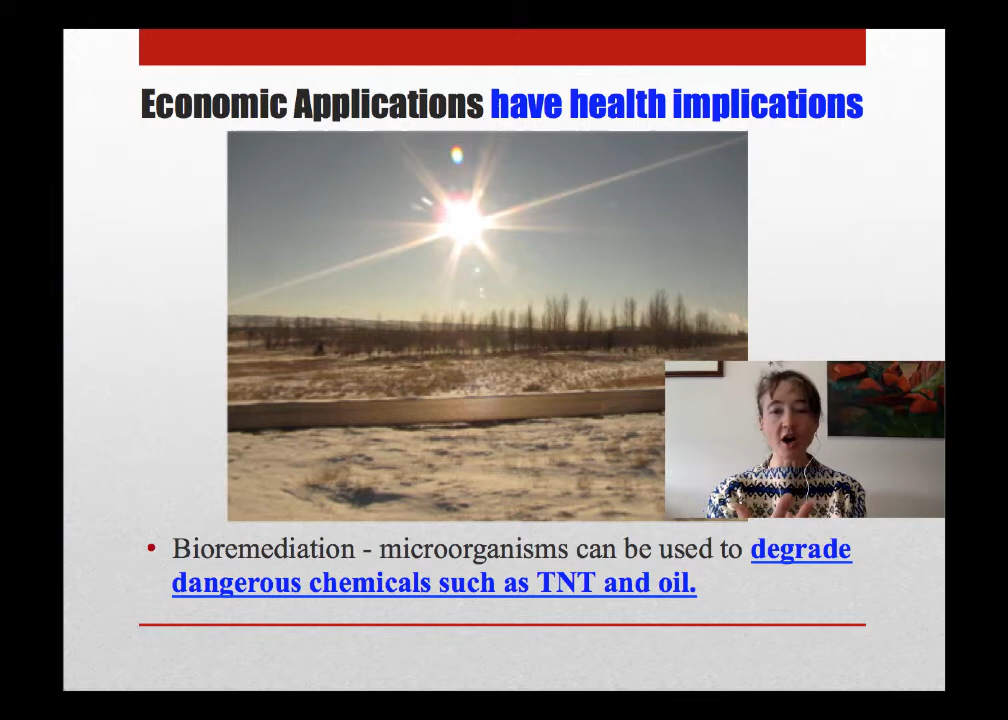 Economic Applications have health implications
• Bioremediation - microorganisms can be used to degrade
dangerous chemicals such as TNT and oil.